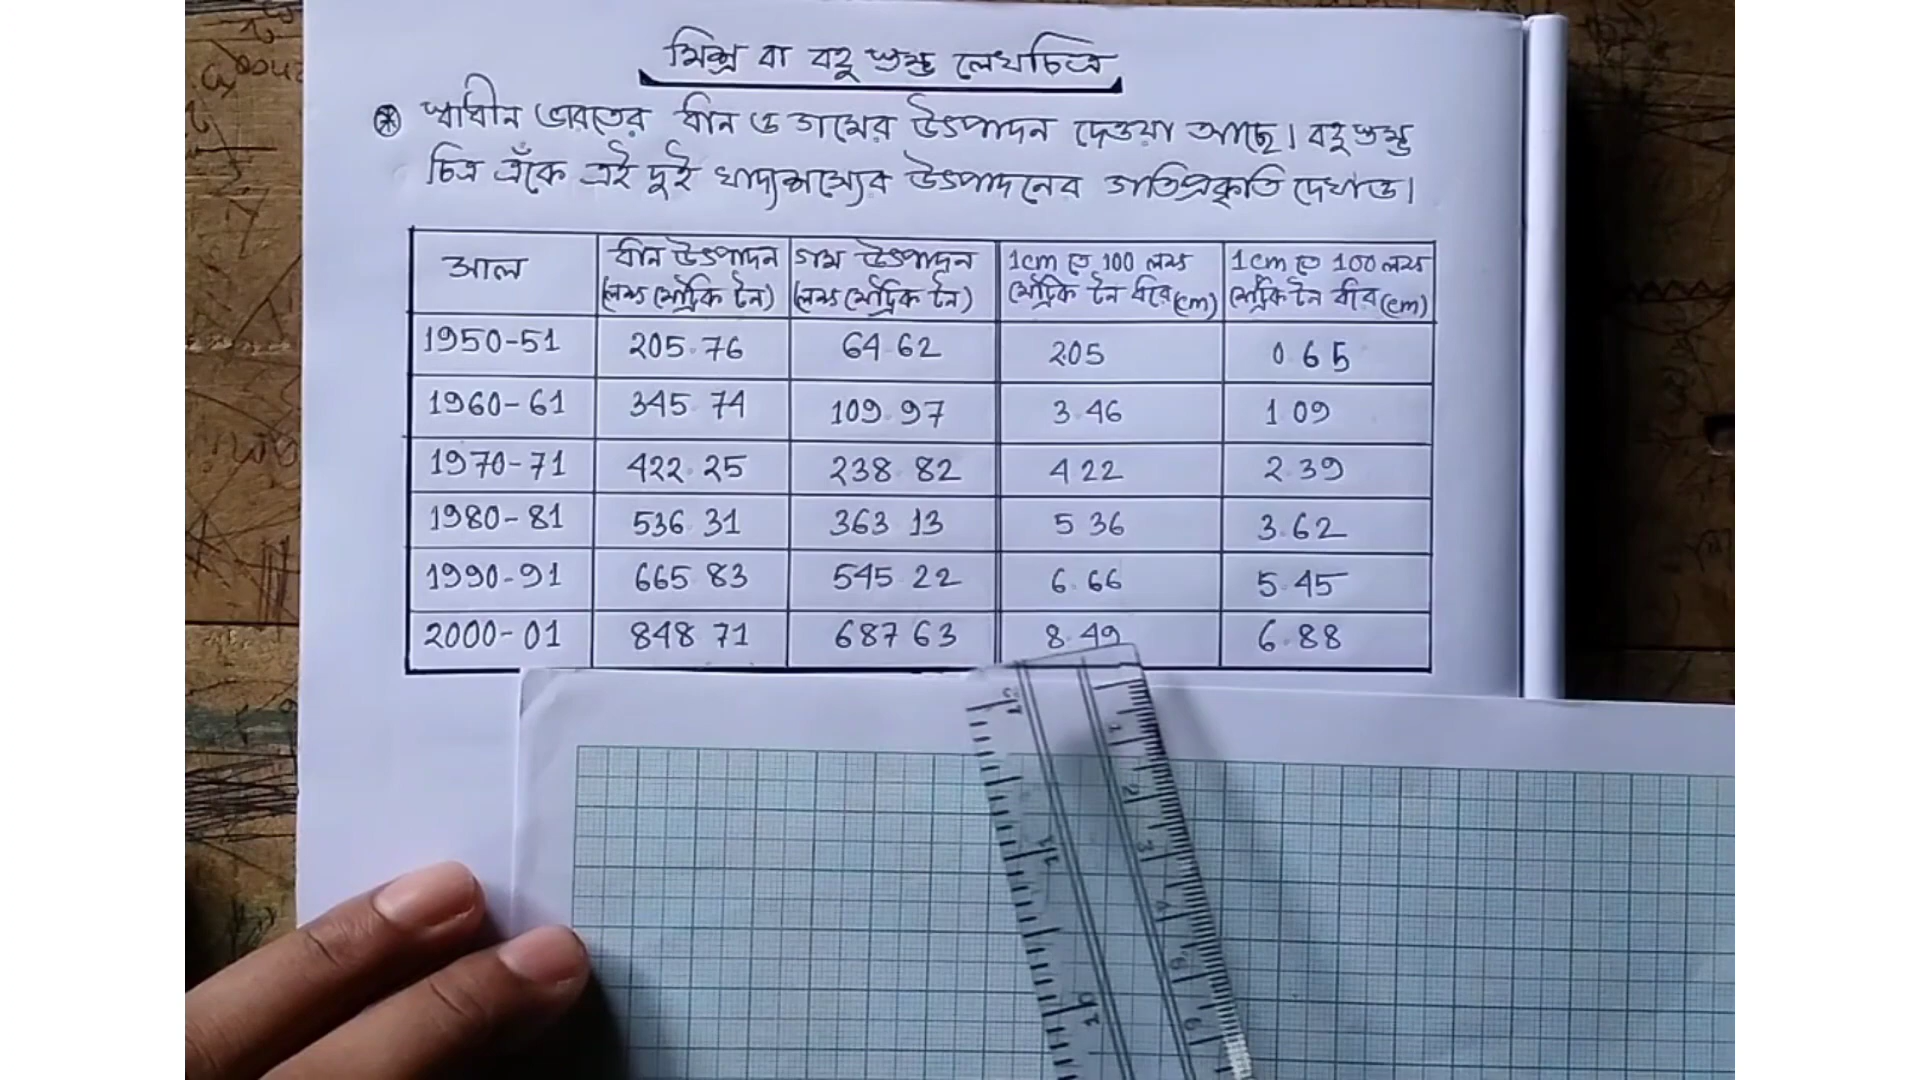 মিশ্র বা বহু স্তম্ভ লেখচিত্র
স্বাধীন ভারতের ধান ও গমের উৎপাদন দেওয়া আছে। বহু স্তম্ভ
চিত্র এঁকে এই দুই খাদ্যশস্যের উৎপাদনের গতিপ্রকৃতি দেখাও।
সাল | ধান উৎপাদন (লক্ষ মেট্রিক টন) | গম উৎপাদন (লক্ষ মেট্রিক টন) | 1cm তে 100 লক্ষ মেট্রিক টন ধরে (cm) | 1cm তে 100 লক্ষ মেট্রিক টন ধরে (cm)
1950-51 | 205.76 | 64.62 | 2.05 | 0.65
1960-61 | 345.74 | 109.97 | 3.46 | 1.09
1970-71 | 422.25 | 238.82 | 4.22 | 2.39
1980-81 | 536.31 | 363.13 | 5.36 | 3.62
1990-91 | 665.83 | 545.22 | 6.66 | 5.45
2000-01 | 848.71 | 687.63 | 8.49 | 6.88